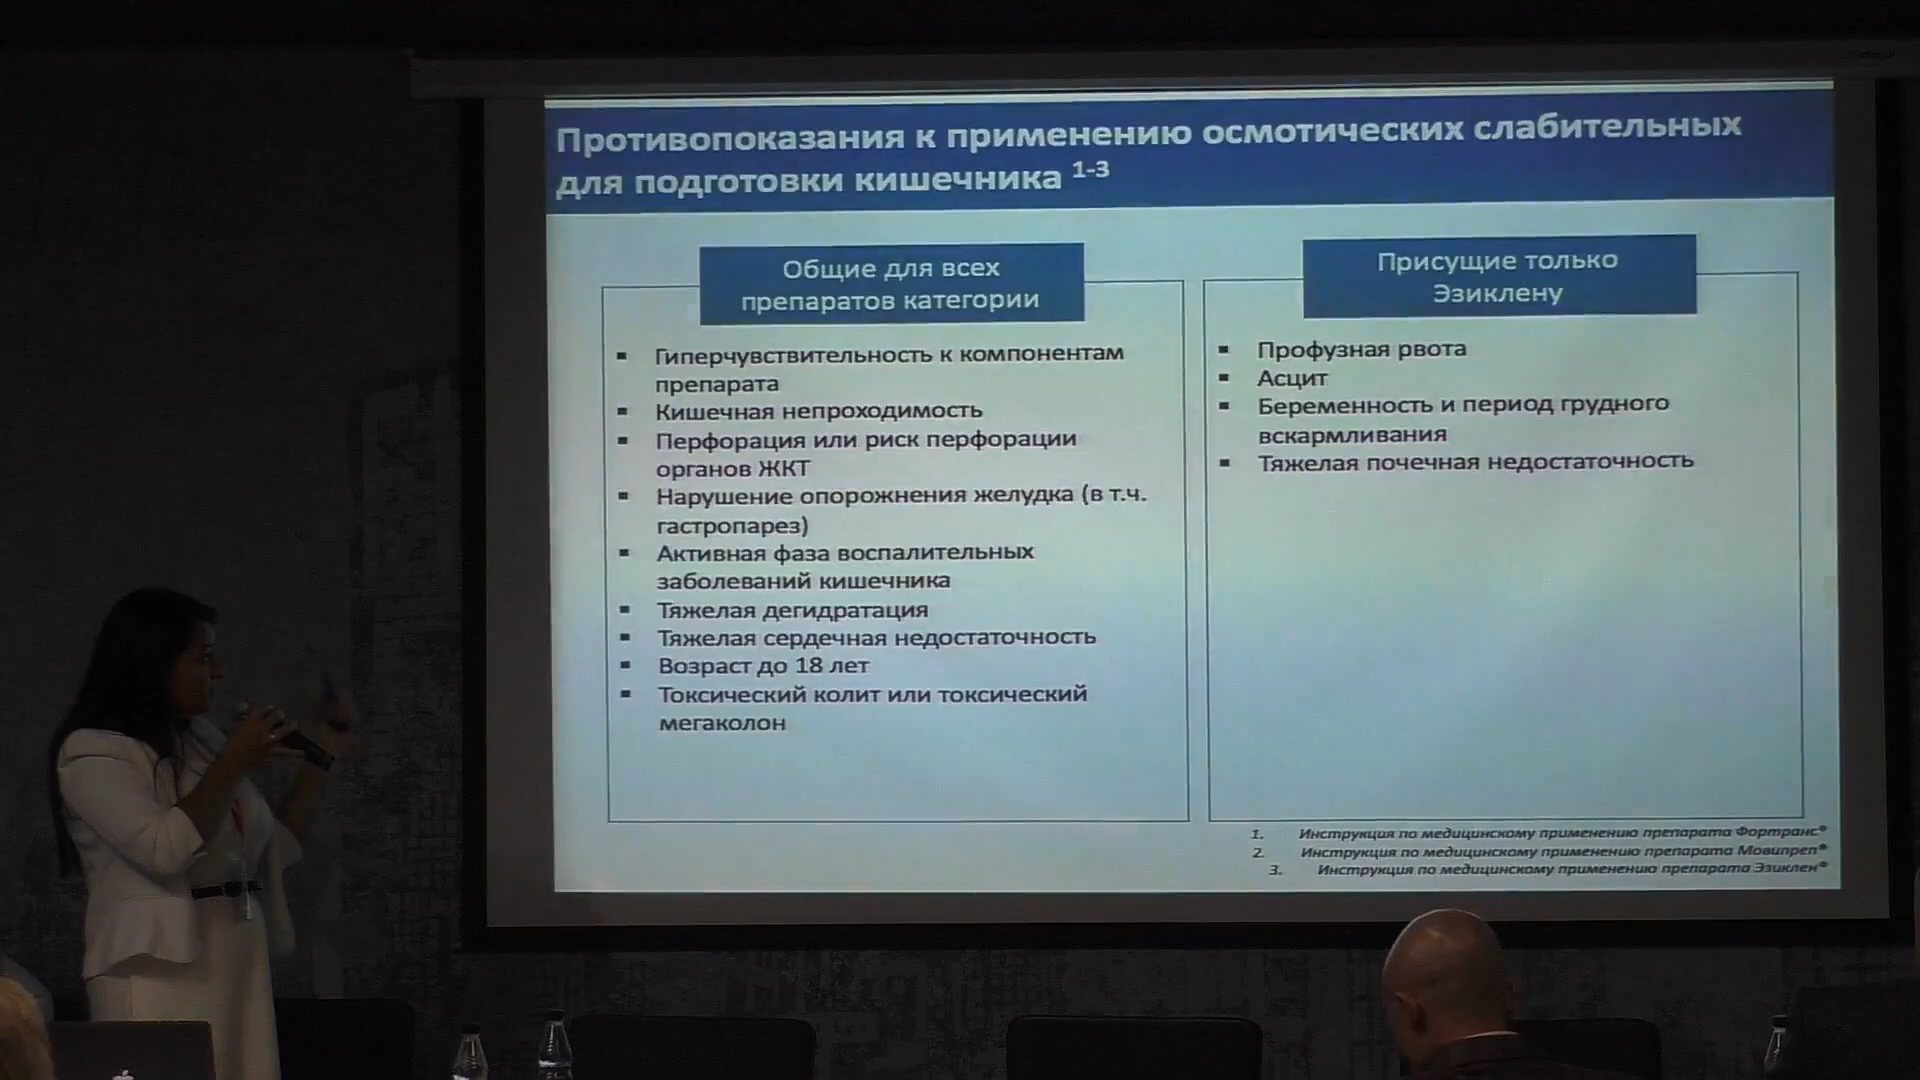 Противопоказания к применению осмотических слабительных
для подготовки кишечника 1-3
Общие для всех
препаратов категории
▪ Гиперчувствительность к компонентам
препарата
▪ Кишечная непроходимость
▪ Перфорация или риск перфорации
органов ЖКТ
▪ Нарушение опорожнения желудка (в т.ч.
гастропарез)
▪ Активная фаза воспалительных
заболеваний кишечника
▪ Тяжелая дегидратация
▪ Тяжелая сердечная недостаточность
▪ Возраст до 18 лет
▪ Токсический колит или токсический
мегаколон
Присущие только
Эзиклену
▪ Профузная рвота
▪ Асцит
▪ Беременность и период грудного
вскармливания
▪ Тяжелая почечная недостаточность
1. Инструкция по медицинскому применению препарата Фортранс®
2. Инструкция по медицинскому применению препарата Мовипреп®
3. Инструкция по медицинскому применению препарата Эзиклен®